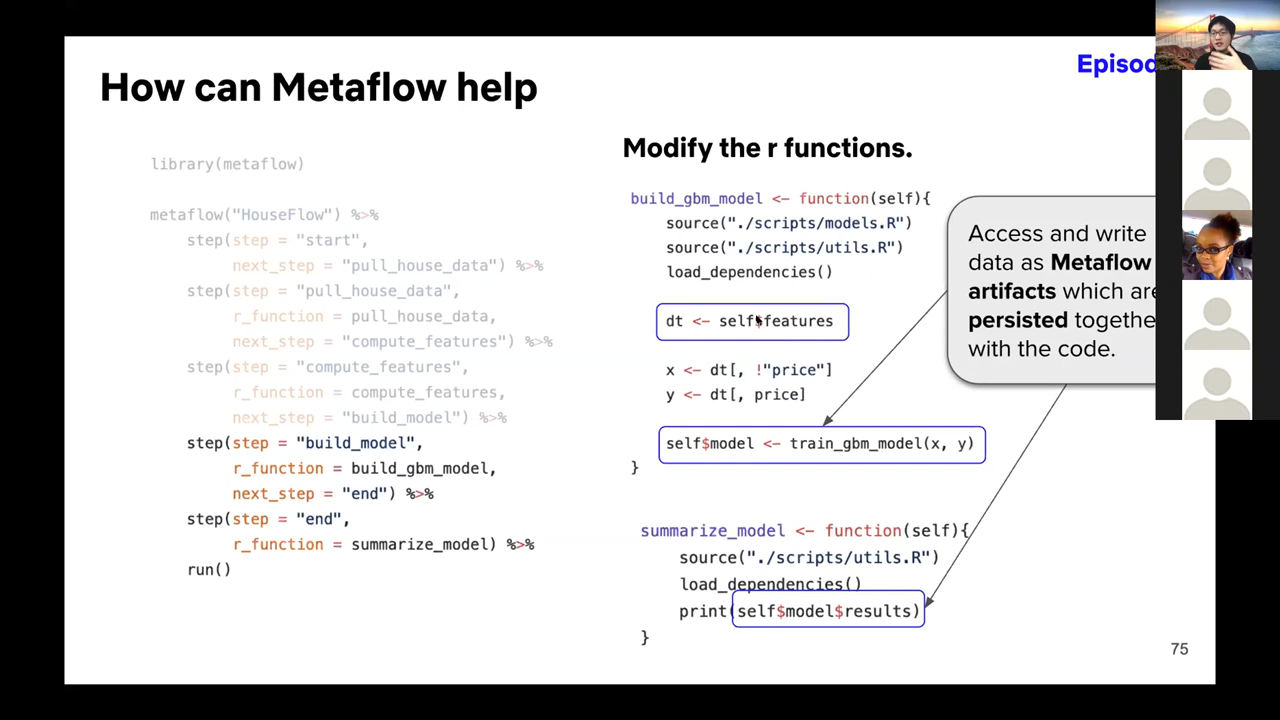 How can Metaflow help
Episod
library(metaflow)
metaflow("HouseFlow") %>%
step(step = "start",
next_step = "pull_house_data") %>%
step(step = "pull_house_data",
r_function = pull_house_data,
next_step = "compute_features") %>%
step(step = "compute_features",
r_function = compute_features,
next_step = "build_model") %>%
step(step = "build_model",
r_function = build_gbm_model,
next_step = "end") %>%
step(step = "end",
r_function = summarize_model) %>%
run()
Modify the r functions.
build_gbm_model <- function(self){
source("./scripts/models.R")
source("./scripts/utils.R")
load_dependencies()
dt <- self$features
x <- dt[, !"price"]
y <- dt[, price]
self$model <- train_gbm_model(x, y)
}
summarize_model <- function(self){
source("./scripts/utils.R")
load_dependencies()
print(self$model$results)
}
Access and write
data as Metaflow
artifacts which are
persisted togethe
with the code.
75